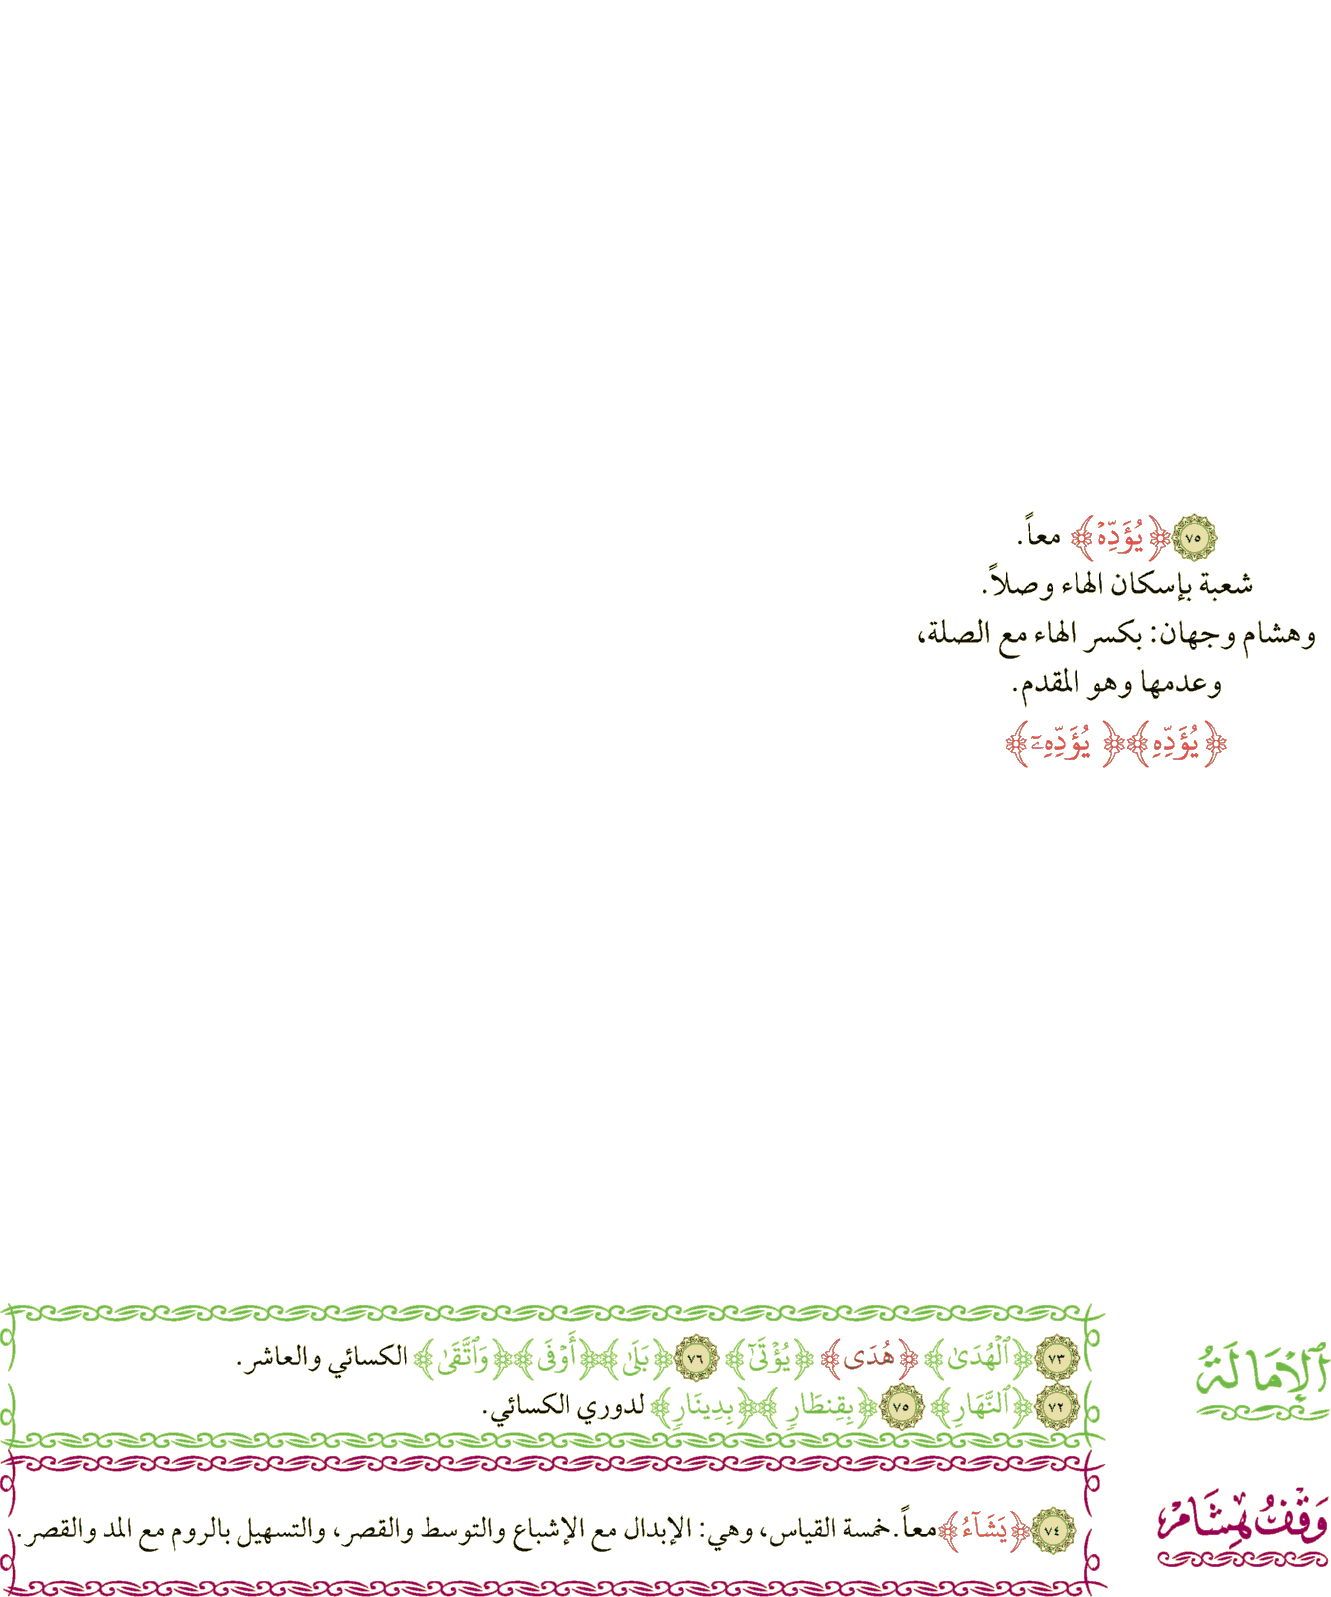 ٧٥ ﴿يُؤَدِّهْ﴾ معاً.
شعبة بإسكان الهاء وصلاً.
وهشام وجهان: بكسر الهاء مع الصلة،
وعدمها وهو المقدم.
﴿يُؤَدِّهِ﴾ ﴿يُؤَدِّهِۦٓ﴾
ٱلْإِمَالَةُ
٧٣ ﴿ٱلْهُدَىٰ﴾ ﴿هُدَى﴾ ﴿يُؤْتَىٰٓ﴾ ٧٦ ﴿بَلَىٰ﴾ ﴿أَوْفَىٰ﴾ ﴿وَٱتَّقَىٰ﴾ الكسائي والعاشر.
٧٢ ﴿ٱلنَّهَارِ﴾ ٧٥ ﴿بِقِنطَارٍ﴾ ﴿بِدِينَارٍ﴾ لدوري الكسائي.
وَقْفُ هِشَامْ
٧٤ ﴿يَشَآءُ﴾ معاً. خمسة القياس، وهي: الإبدال مع الإشباع والتوسط والقصر، والتسهيل بالروم مع المد والقصر.